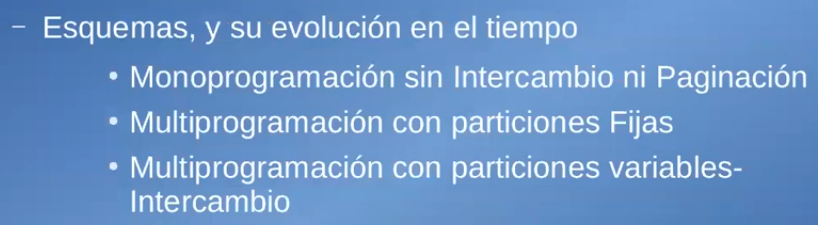 – Esquemas, y su evolución en el tiempo
• Monoprogramación sin Intercambio ni Paginación
• Multiprogramación con particiones Fijas
• Multiprogramación con particiones variables-
Intercambio